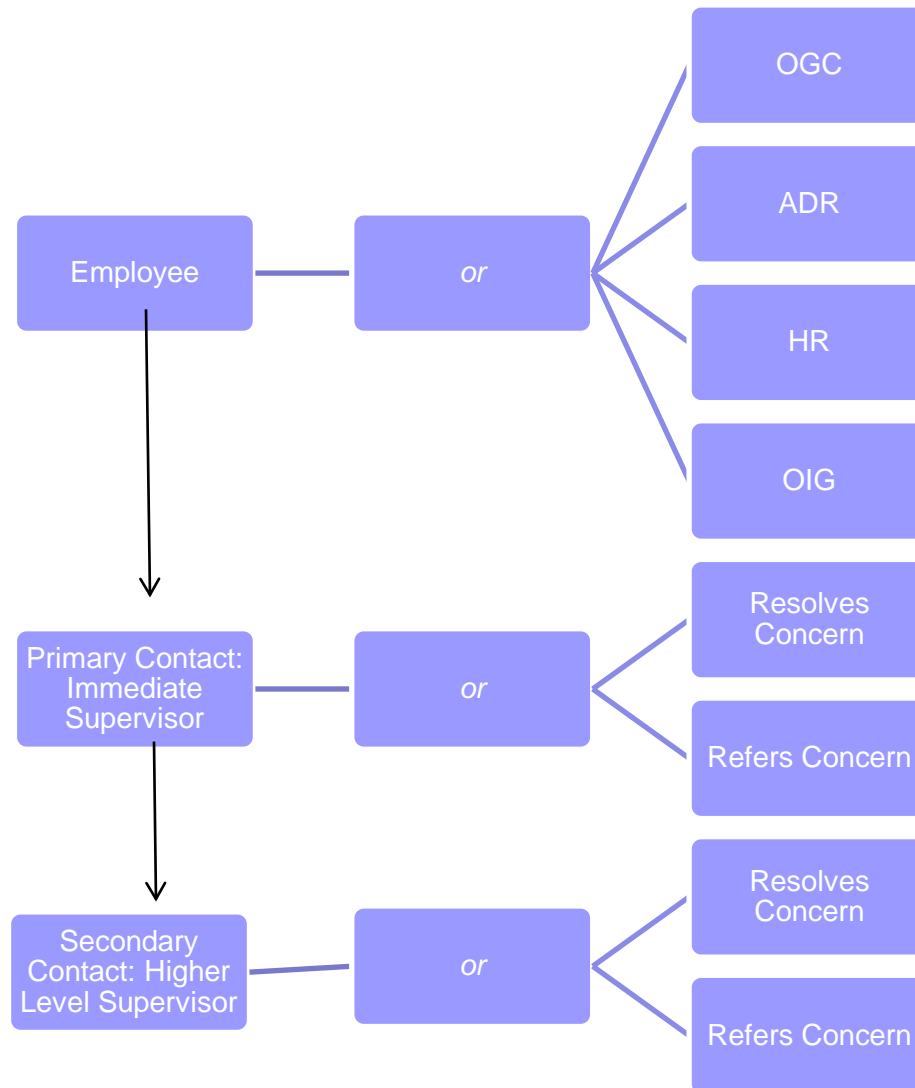 OGC
ADR
Employee
or
HR
OIG
Resolves
Concern
Primary Contact:
Immediate
Supervisor
or
Refers Concern
Resolves
Concern
Secondary
Contact: Higher
Level Supervisor
or
Refers Concern